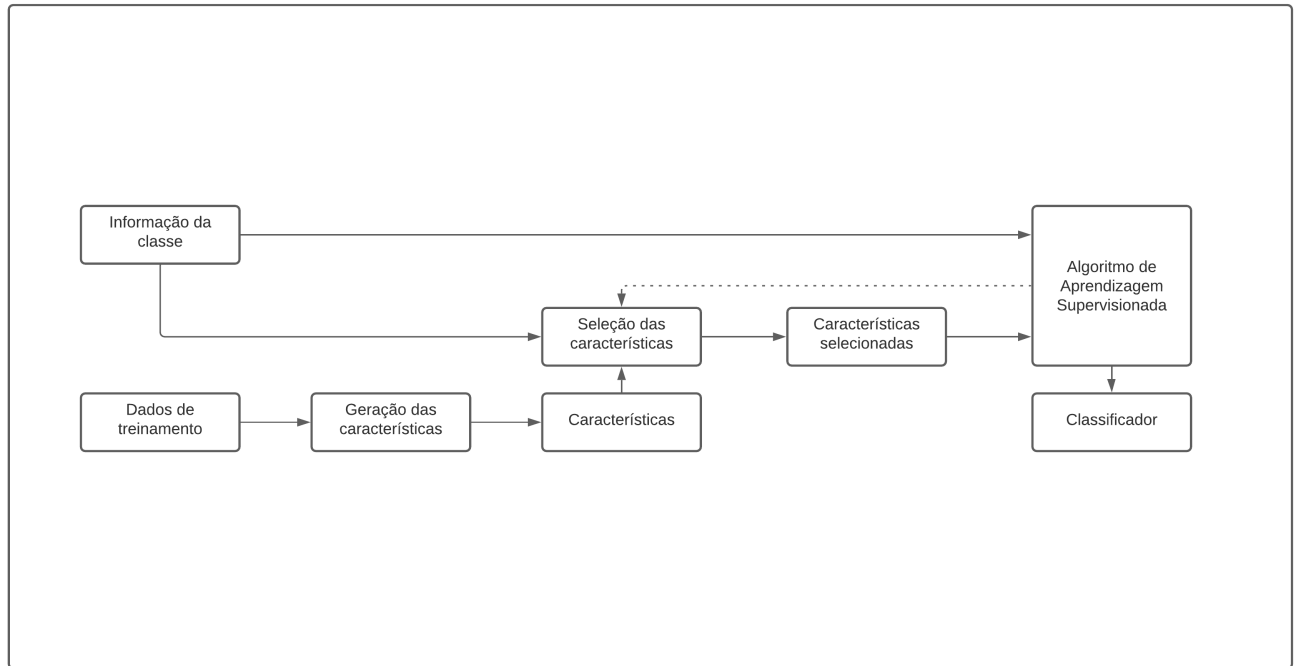 Informação da
classe
Algoritmo de
Aprendizagem
Supervisionada
Seleção das
características
Características
selecionadas
Dados de
treinamento
Geração das
características
Características
Classificador